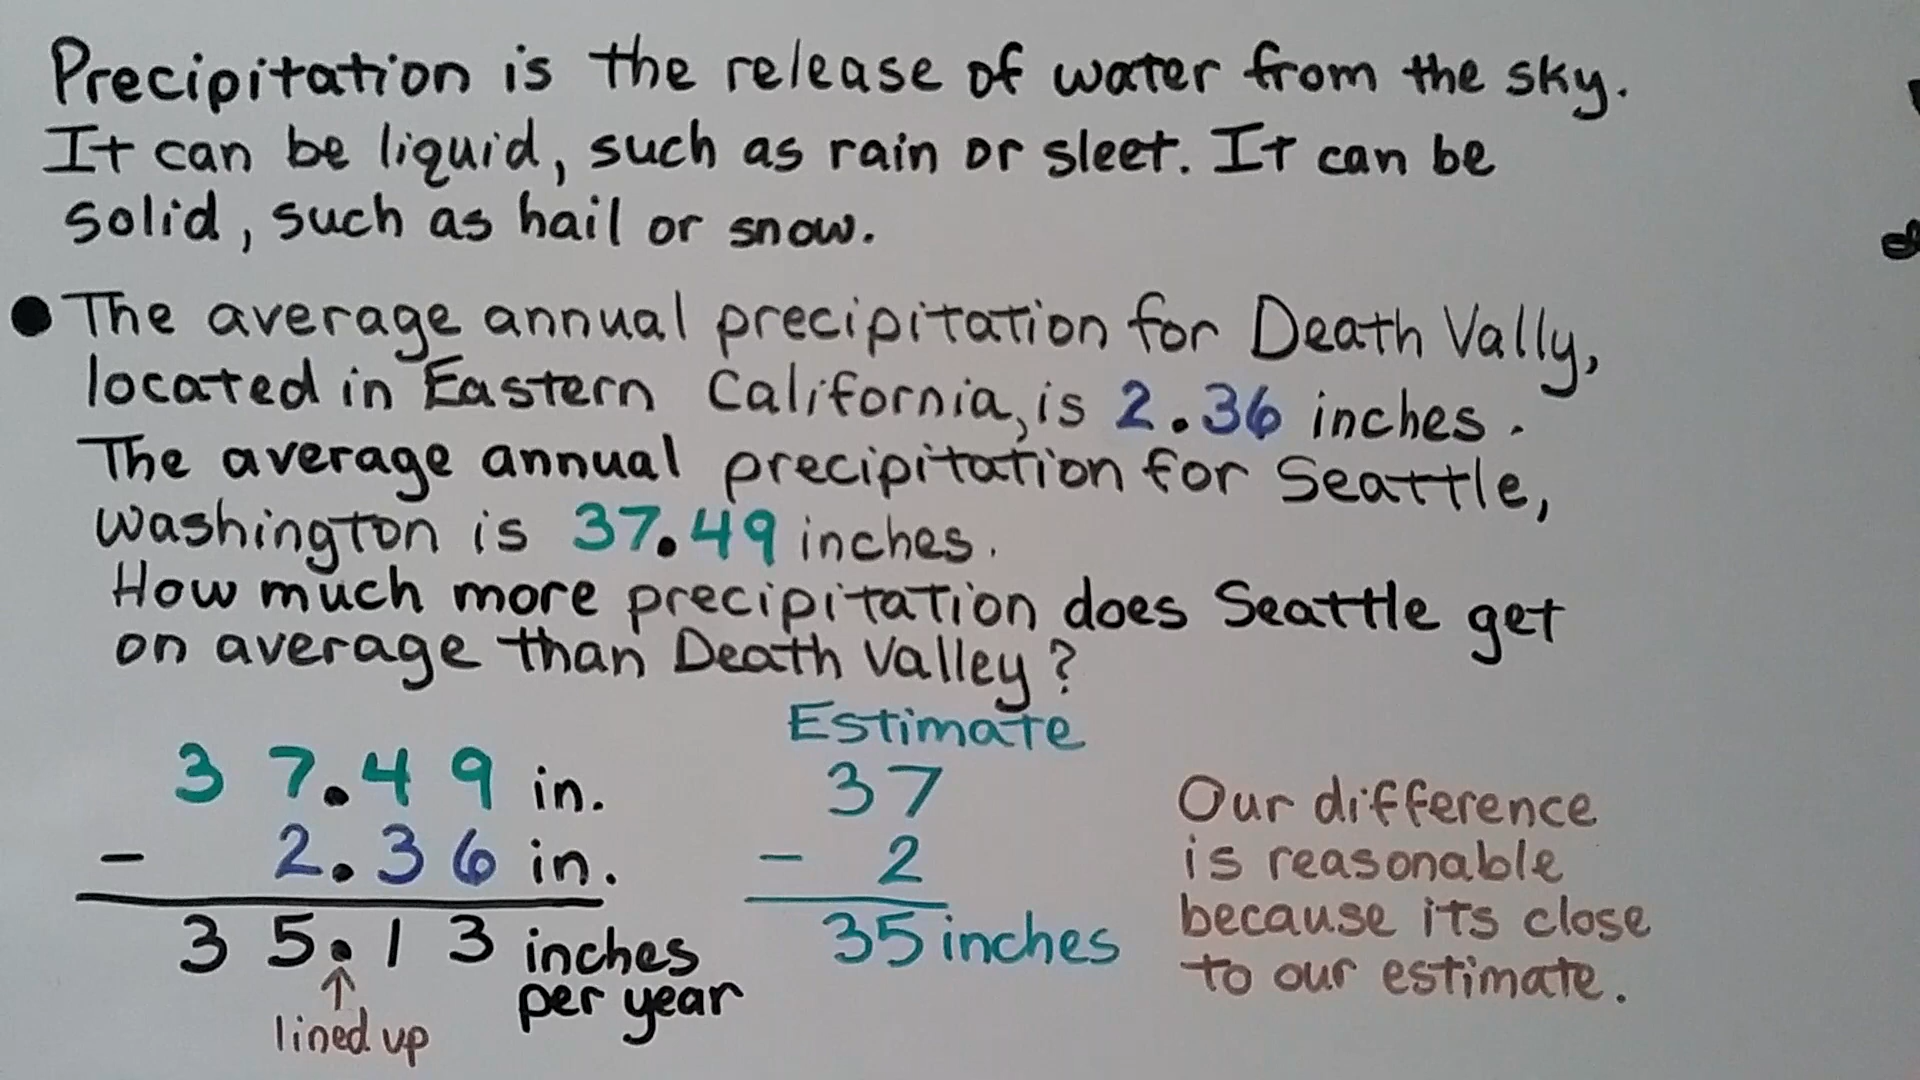 Precipitation is the release of water from the sky.
It can be liquid, such as rain or sleet. It can be
solid, such as hail or snow.
● The average annual precipitation for Death Vally,
located in Eastern California, is 2.36 inches.
The average annual precipitation for Seattle,
Washington is 37.49 inches.
How much more precipitation does Seattle get
on average than Death Valley?
Estimate
37.49 in.
- 2.36 in.
35.13 inches
per year
↑
lined up
37
- 2
35 inches
Our difference
is reasonable
because its close
to our estimate.